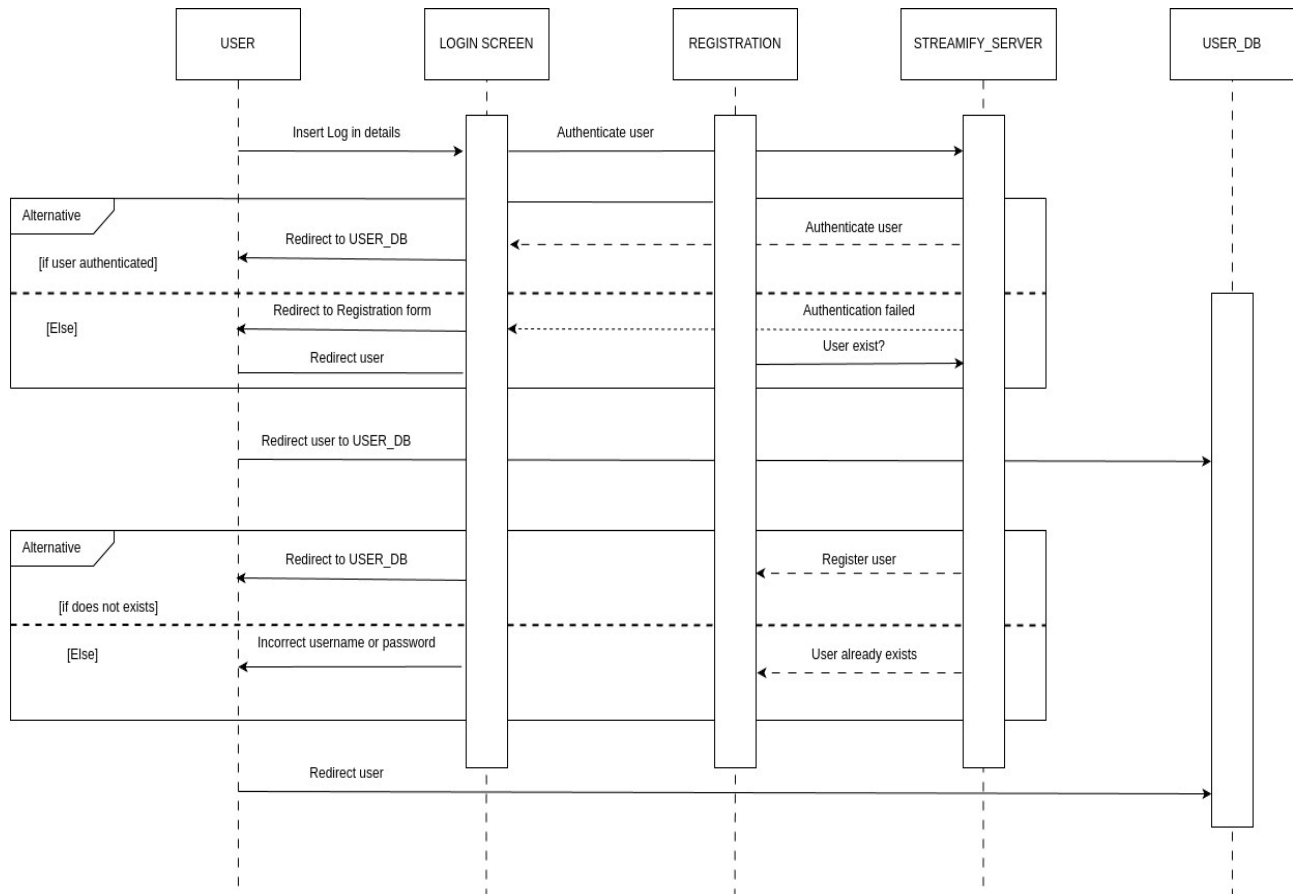 USER
LOGIN SCREEN
REGISTRATION
STREAMIFY_SERVER
USER_DB
Insert Log in details
Authenticate user
Alternative
Authenticate user
Redirect to USER_DB
[if user authenticated]
Redirect to Registration form
Authentication failed
[Else]
Redirect user
User exist?
Redirect user to USER_DB
Alternative
Redirect to USER_DB
Register user
[if does not exists]
Incorrect username or password
[Else]
User already exists
Redirect user